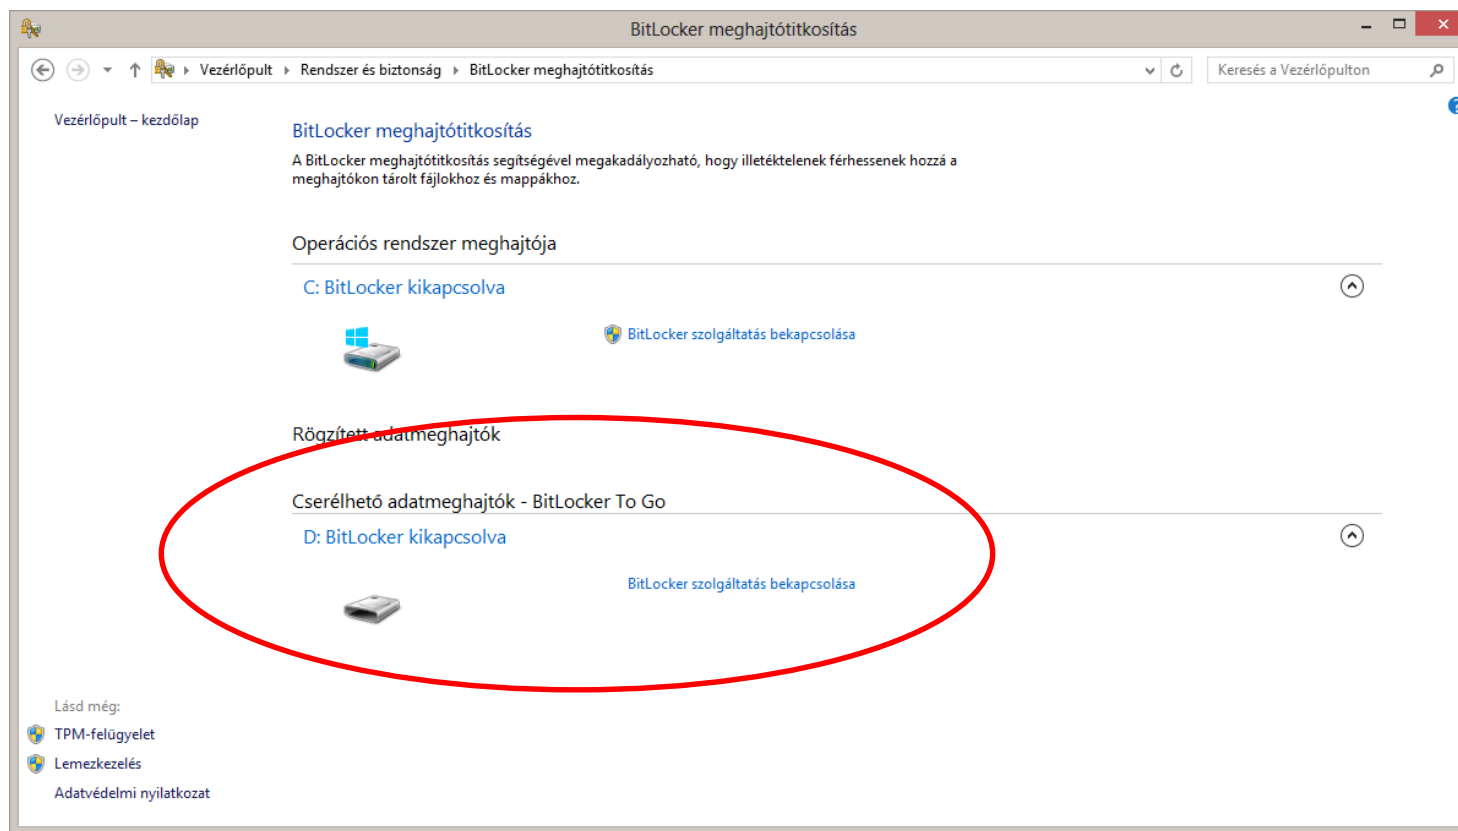 BitLocker meghajtótitkosítás
Vezérlőpult Rendszer és biztonság BitLocker meghajtótitkosítás
Keresés a Vezérlőpulton
Vezérlőpult – kezdőlap
BitLocker meghajtótitkosítás
A BitLocker meghajtótitkosítás segítségével megakadályozható, hogy illetéktelenek férhessenek hozzá a
meghajtókon tárolt fájlokhoz és mappákhoz.
Operációs rendszer meghajtója
C: BitLocker kikapcsolva
BitLocker szolgáltatás bekapcsolása
Rögzített adatmeghajtók
Cserélhető adatmeghajtók - BitLocker To Go
D: BitLocker kikapcsolva
BitLocker szolgáltatás bekapcsolása
Lásd még:
TPM-felügyelet
Lemezkezelés
Adatvédelmi nyilatkozat